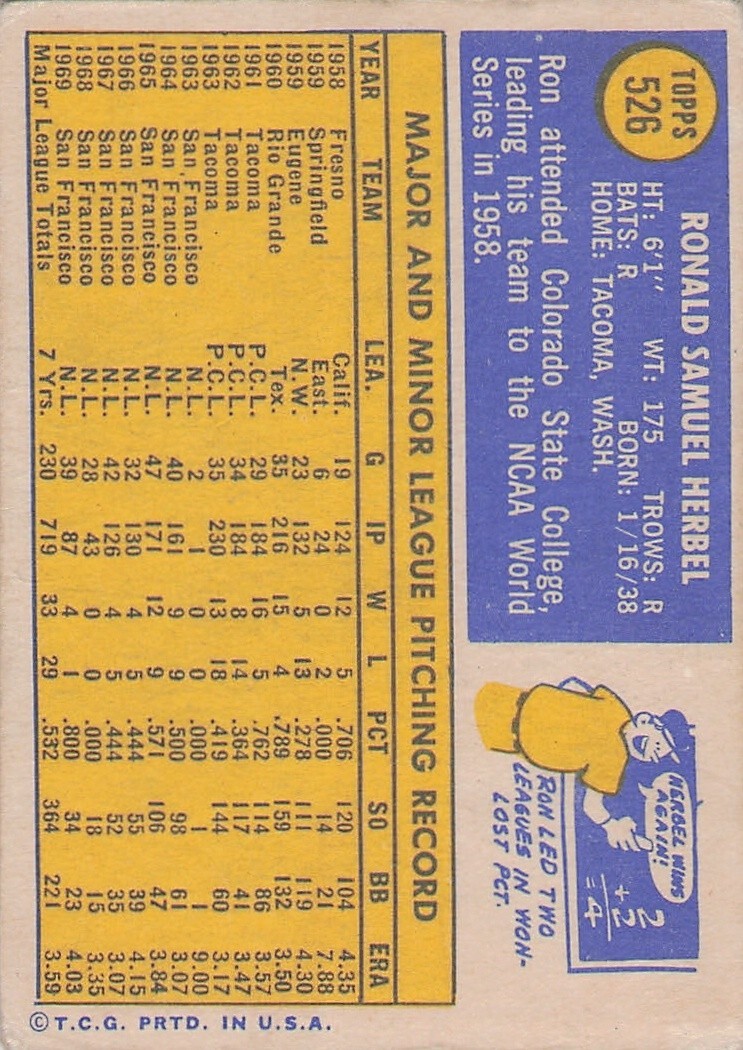 TOPPS
526
RONALD SAMUEL HERBEL
HT: 6'1" WT: 175 TROWS: R
BATS: R BORN: 1/16/38
HOME: TACOMA, WASH.
Ron attended Colorado State College,
leading his team to the NCAA World
Series in 1958.
HERBEL WINS
AGAIN!
2
+2
=4
RON LED TWO
LEAGUES IN WON-
LOST PCT.
MAJOR AND MINOR LEAGUE PITCHING RECORD
YEAR TEAM LEA. G IP W L PCT SO BB ERA
1958 Fresno Calif. 19 124 12 5 .706 120 104 4.35
1959 Springfield East. 6 24 0 2 .000 14 21 7.88
1959 Eugene N.W. 23 132 5 13 .278 111 119 4.30
1960 Rio Grande Tex. 35 216 15 4 .789 159 132 3.50
1961 Tacoma P.C.L. 29 184 16 5 .762 114 86 3.57
1962 Tacoma P.C.L. 34 184 8 14 .364 117 41 3.47
1963 Tacoma P.C.L. 35 230 13 18 .419 144 60 3.17
1963 San Francisco N.L. 2 1 0 0 .000 1 1 9.00
1964 San Francisco N.L. 40 161 9 9 .500 98 61 3.07
1965 San Francisco N.L. 47 171 12 9 .571 106 47 3.84
1966 San Francisco N.L. 32 130 4 5 .444 55 39 4.15
1967 San Francisco N.L. 42 126 4 5 .444 52 35 3.07
1968 San Francisco N.L. 28 43 0 0 .000 18 15 3.35
1969 San Francisco N.L. 39 87 4 1 .800 34 23 4.03
Major League Totals 7 Yrs. 230 719 33 29 .532 364 221 3.59
© T.C.G. PRTD. IN U.S.A.